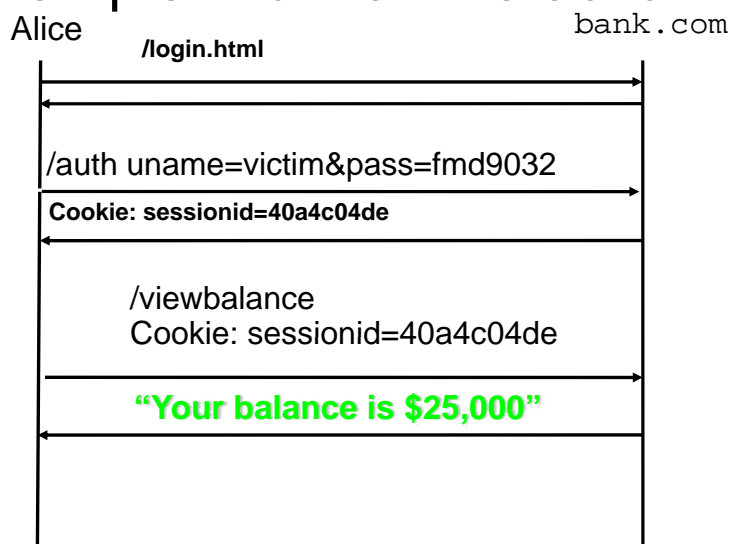 Alice
bank.com
/login.html
/auth uname=victim&pass=fmd9032
Cookie: sessionid=40a4c04de
/viewbalance
Cookie: sessionid=40a4c04de
“Your balance is $25,000”